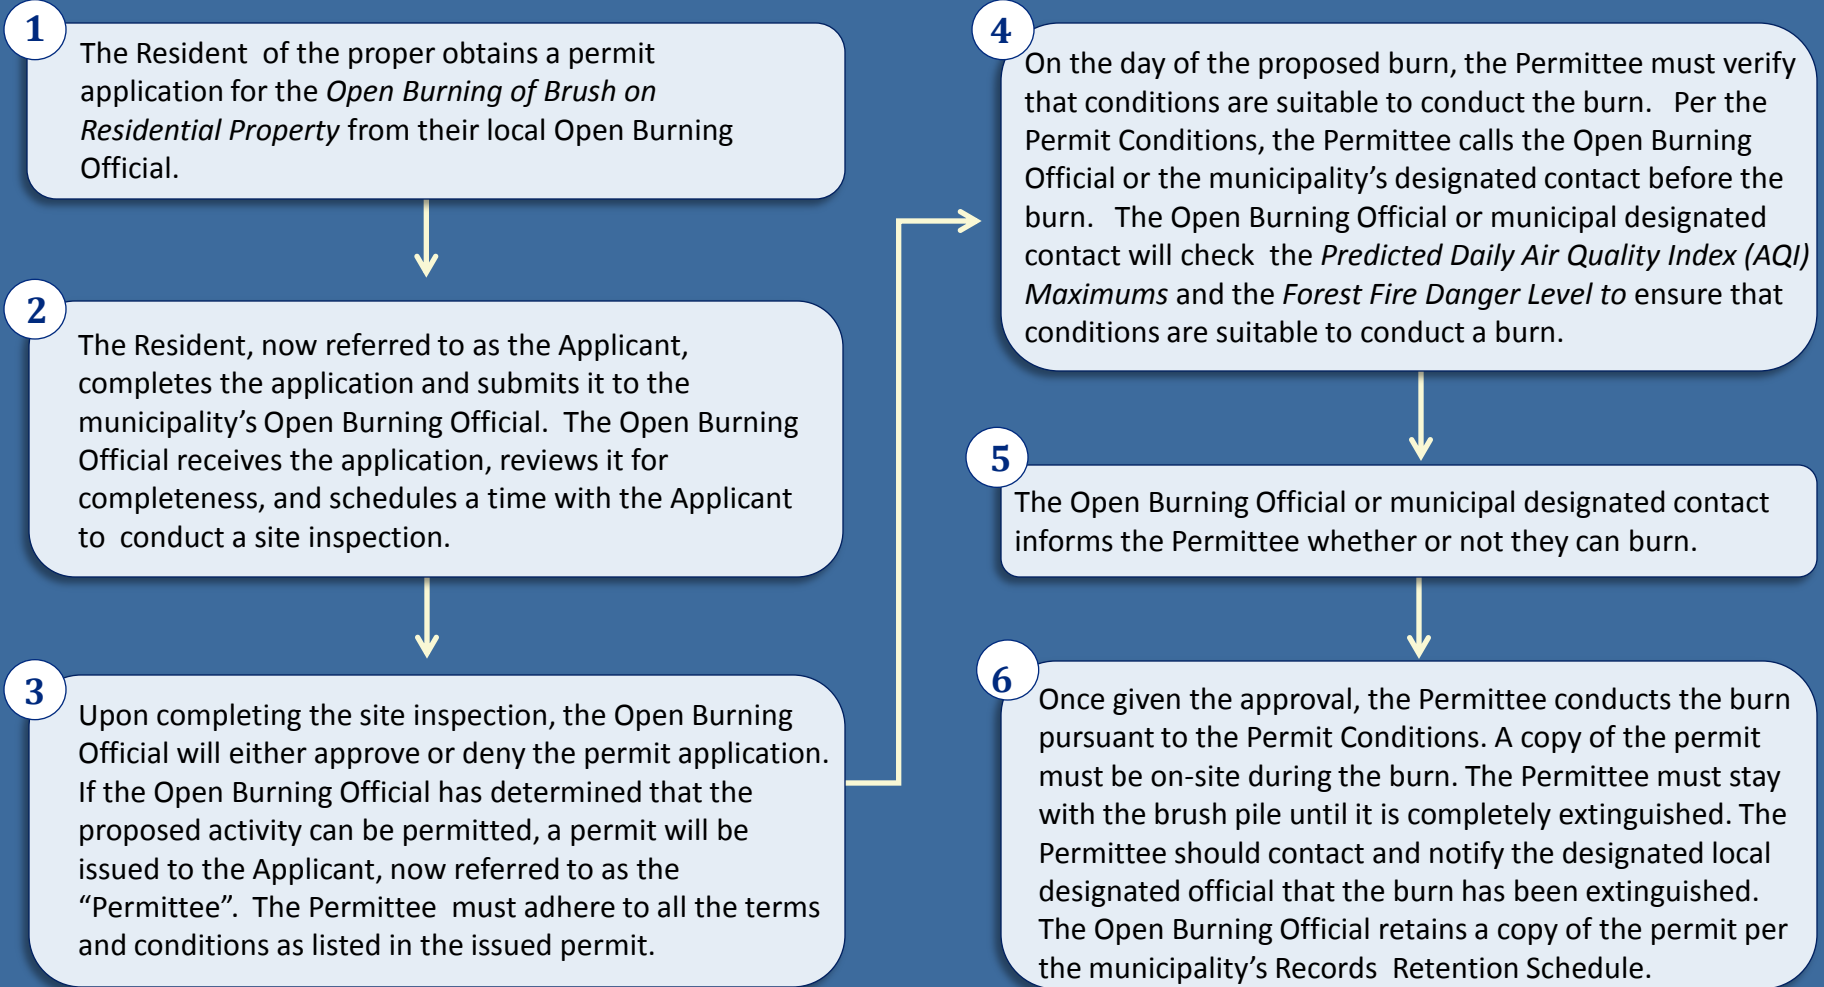 1
The Resident  of the proper obtains a permit
application for the Open Burning of Brush on
Residential Property from their local Open Burning
Official.
2
The Resident, now referred to as the Applicant,
completes the application and submits it to the
municipality’s Open Burning Official.  The Open Burning
Official receives the application, reviews it for
completeness, and schedules a time with the Applicant
to  conduct a site inspection.
3
Upon completing the site inspection, the Open Burning
Official will either approve or deny the permit application.
If the Open Burning Official has determined that the
proposed activity can be permitted, a permit will be
issued to the Applicant, now referred to as the
“Permittee”.  The Permittee  must adhere to all the terms
and conditions as listed in the issued permit.
4
On the day of the proposed burn, the Permittee must verify
that conditions are suitable to conduct the burn.   Per the
Permit Conditions, the Permittee calls the Open Burning
Official or the municipality’s designated contact before the
burn.   The Open Burning Official or municipal designated
contact will check  the Predicted Daily Air Quality Index (AQI)
Maximums and the Forest Fire Danger Level to ensure that
conditions are suitable to conduct a burn.
5
The Open Burning Official or municipal designated contact
informs the Permittee whether or not they can burn.
6
Once given the approval, the Permittee conducts the burn
pursuant to the Permit Conditions. A copy of the permit
must be on-site during the burn. The Permittee must stay
with the brush pile until it is completely extinguished. The
Permittee should contact and notify the designated local
designated official that the burn has been extinguished.
The Open Burning Official retains a copy of the permit per
the municipality’s Records  Retention Schedule.